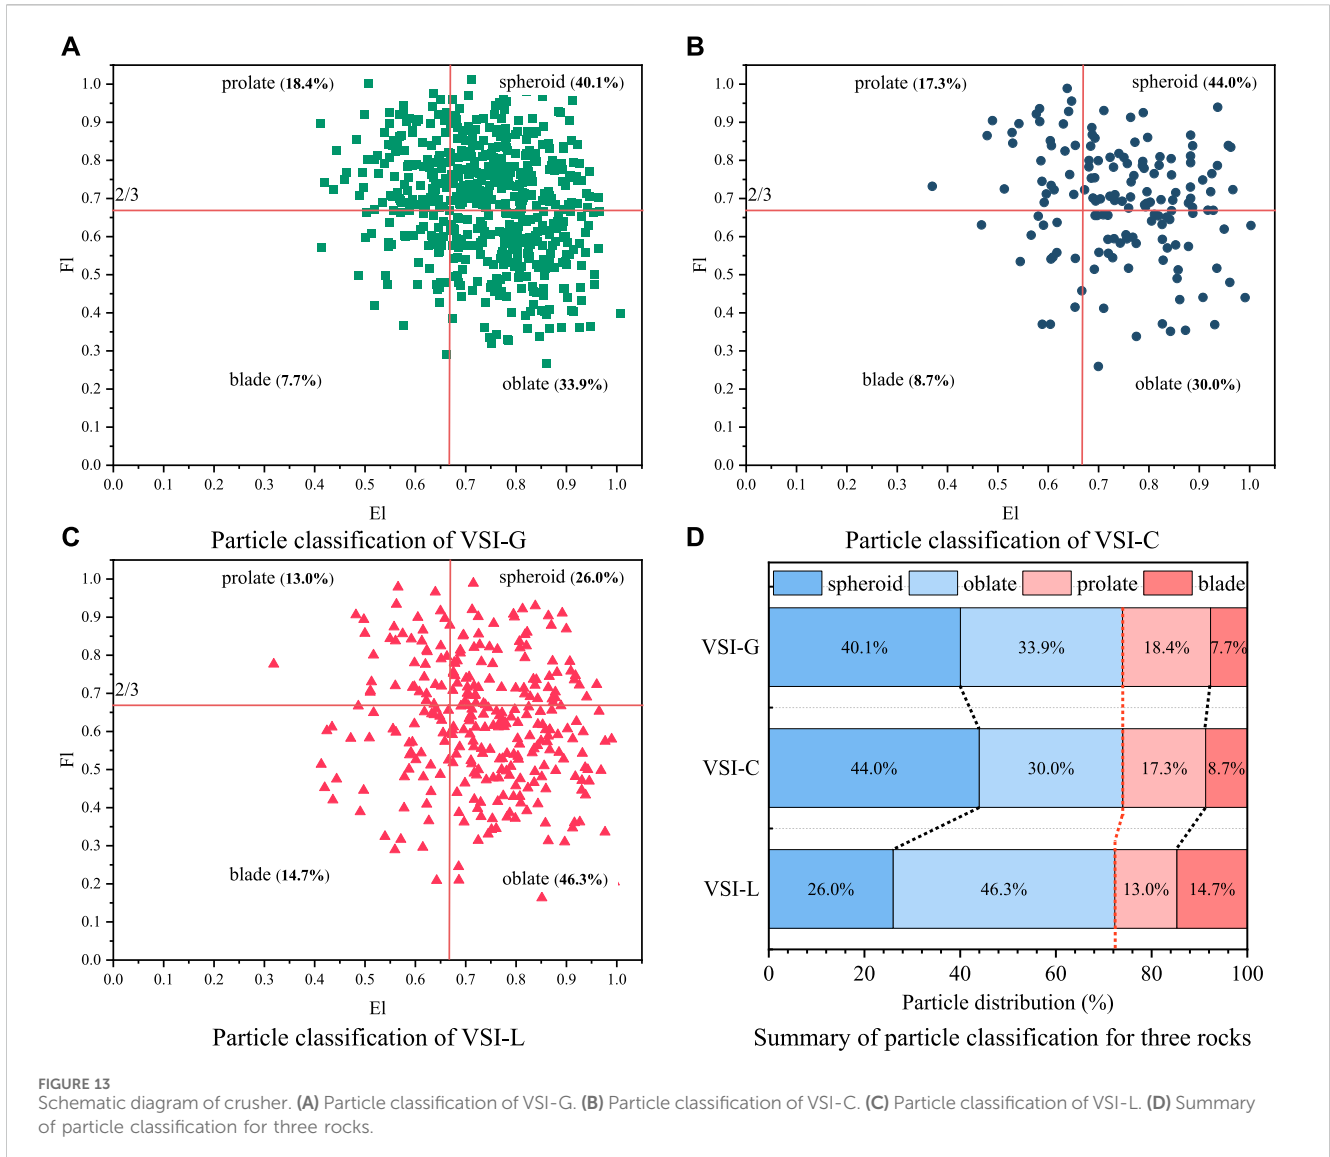 A
prolate (18.4%)
spheroid (40.1%)
1.0
0.9
0.8
0.7
0.6
0.5
0.4
0.3
0.2
0.1
0.0
2/3
Fl
blade (7.7%)
oblate (33.9%)
0.0 0.1 0.2 0.3 0.4 0.5 0.6 0.7 0.8 0.9 1.0
El
Particle classification of VSI-G
B
prolate (17.3%)
spheroid (44.0%)
1.0
0.9
0.8
0.7
0.6
0.5
0.4
0.3
0.2
0.1
0.0
2/3
Fl
blade (8.7%)
oblate (30.0%)
0.0 0.1 0.2 0.3 0.4 0.5 0.6 0.7 0.8 0.9 1.0
El
Particle classification of VSI-C
C
prolate (13.0%)
spheroid (26.0%)
1.0
0.9
0.8
0.7
0.6
0.5
0.4
0.3
0.2
0.1
0.0
2/3
Fl
blade (14.7%)
oblate (46.3%)
0.0 0.1 0.2 0.3 0.4 0.5 0.6 0.7 0.8 0.9 1.0
El
Particle classification of VSI-L
D
spheroid oblate prolate blade
VSI-G 40.1% 33.9% 18.4% 7.7%
VSI-C 44.0% 30.0% 17.3% 8.7%
VSI-L 26.0% 46.3% 13.0% 14.7%
0 20 40 60 80 100
Particle distribution (%)
Summary of particle classification for three rocks
FIGURE 13
Schematic diagram of crusher. (A) Particle classification of VSI-G. (B) Particle classification of VSI-C. (C) Particle classification of VSI-L. (D) Summary
of particle classification for three rocks.